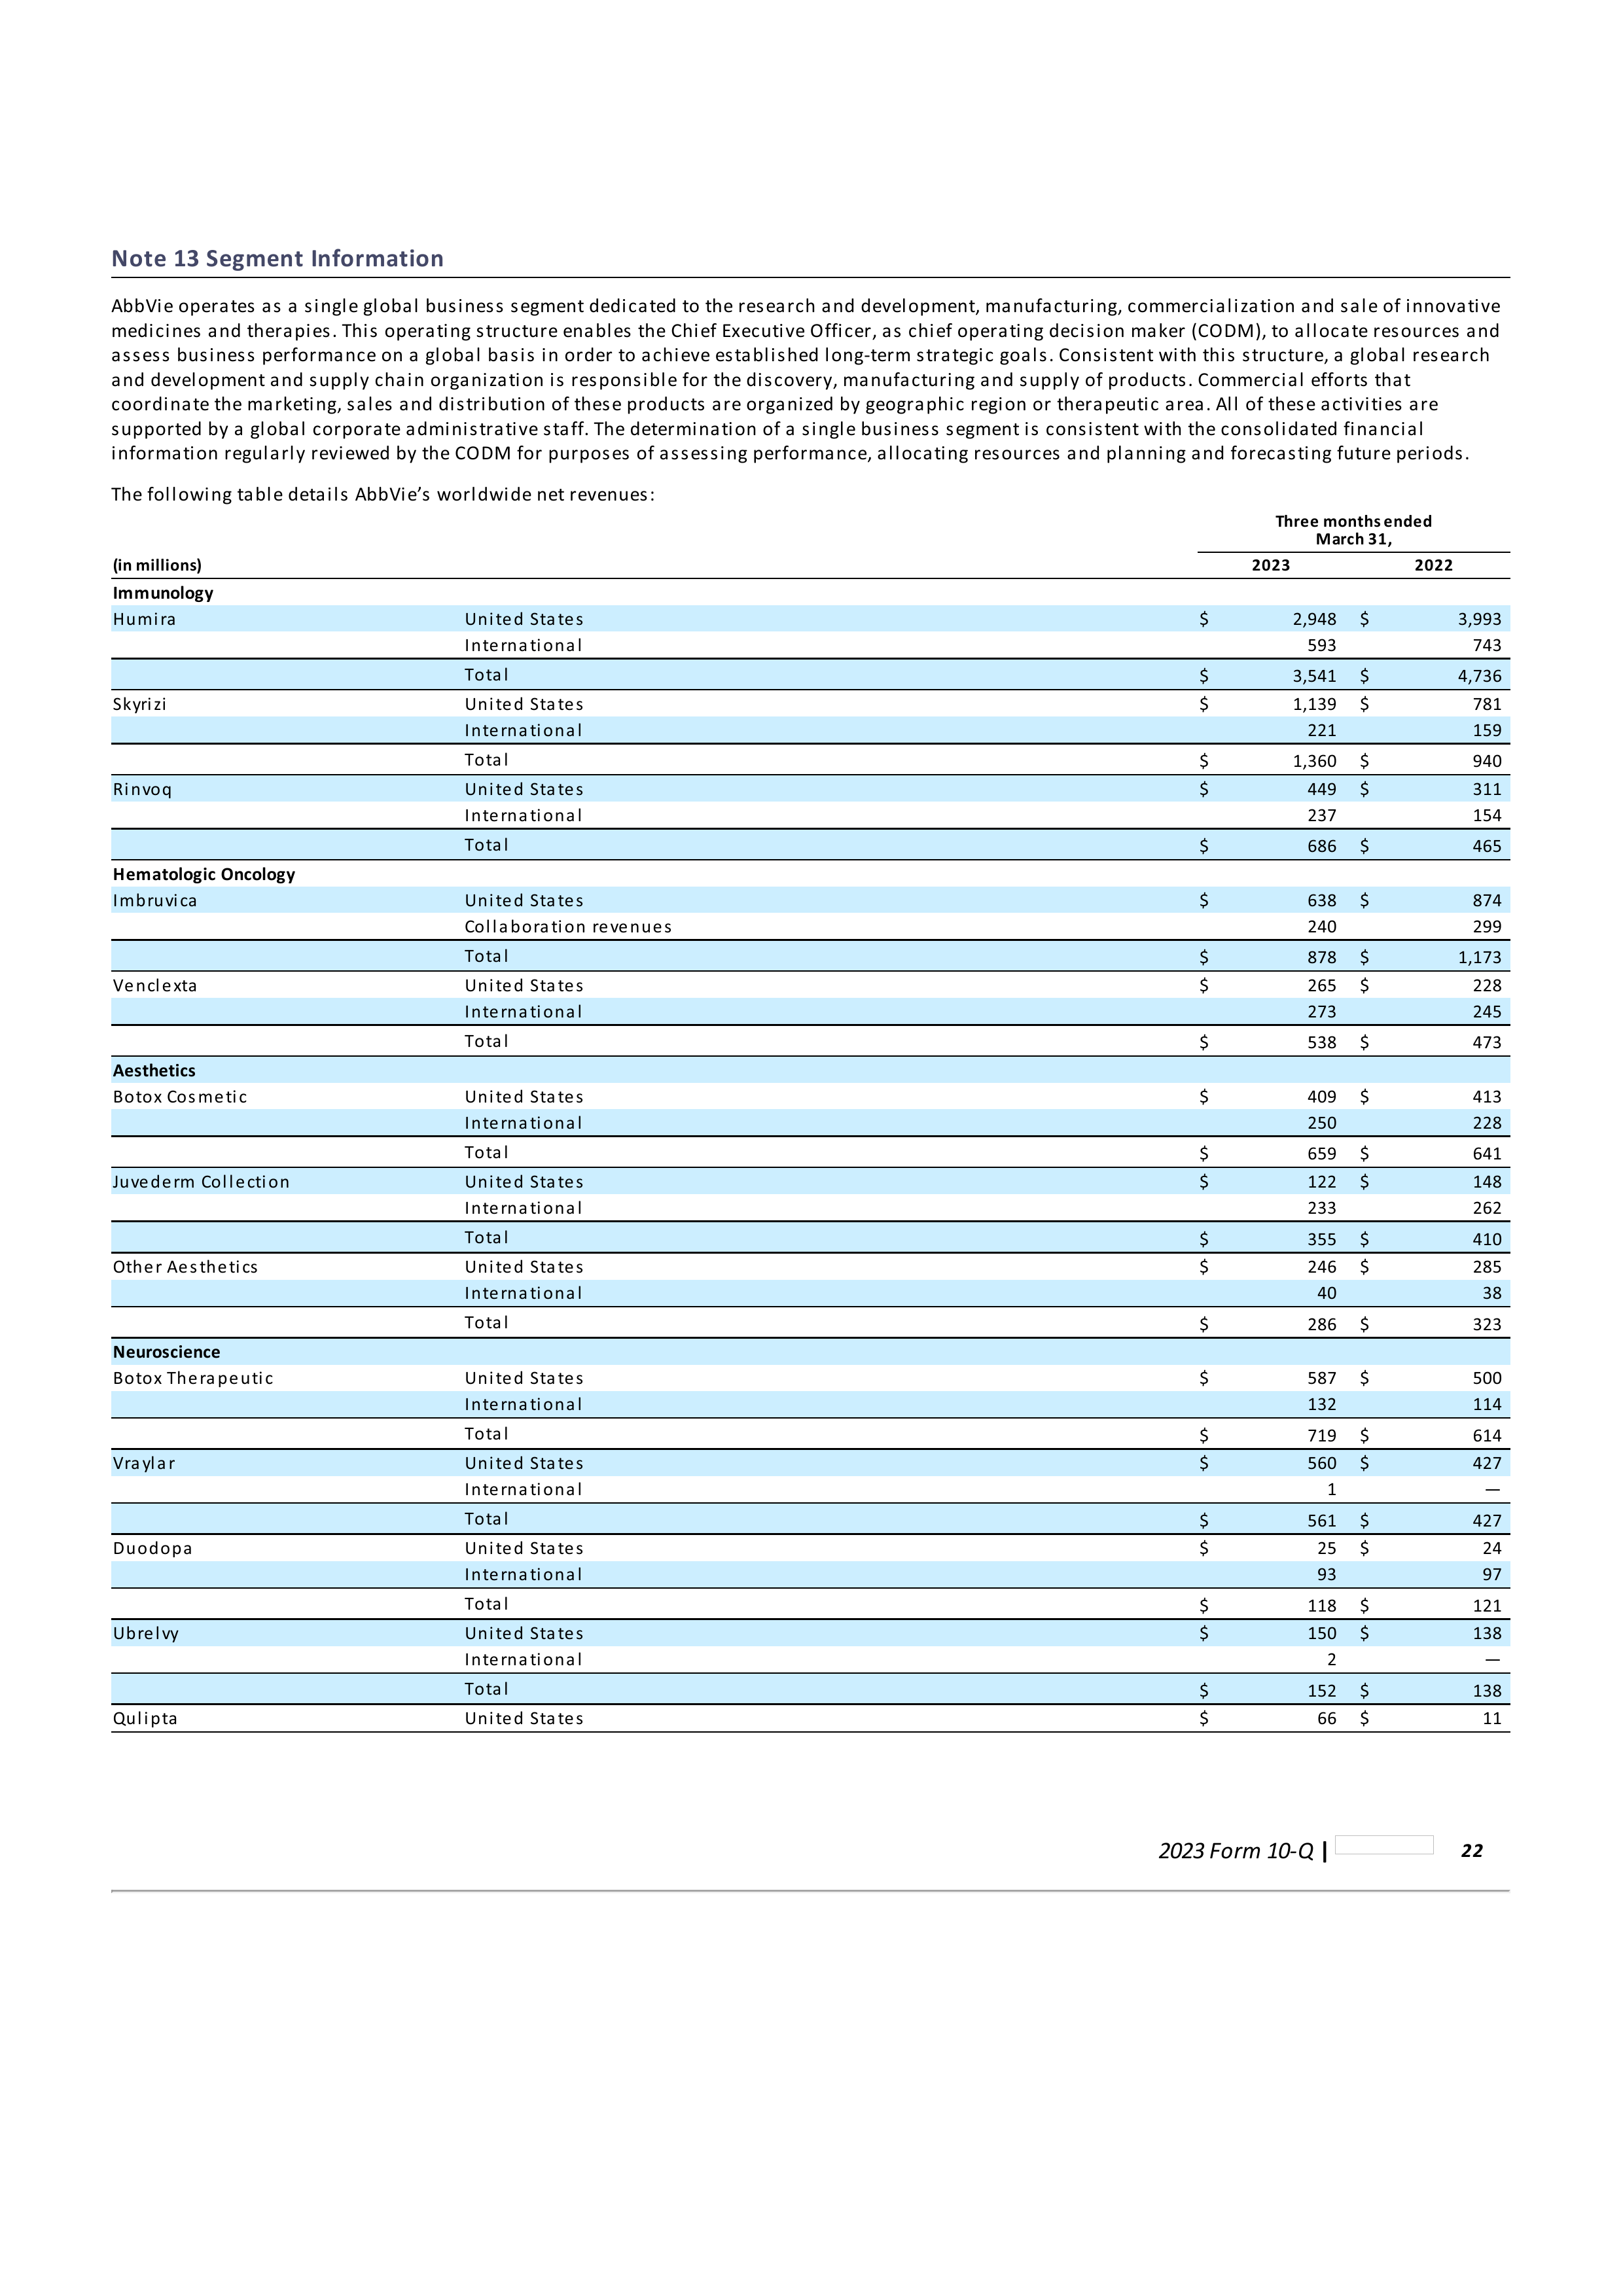 Note 13 Segment Information
AbbVie operates as a single global business segment dedicated to the research and development, manufacturing, commercialization and sale of innovative
medicines and therapies. This operating structure enables the Chief Executive Officer, as chief operating decision maker (CODM), to allocate resources and
assess business performance on a global basis in order to achieve established long-term strategic goals. Consistent with this structure, a global research
and development and supply chain organization is responsible for the discovery, manufacturing and supply of products. Commercial efforts that
coordinate the marketing, sales and distribution of these products are organized by geographic region or therapeutic area. All of these activities are
supported by a global corporate administrative staff. The determination of a single business segment is consistent with the consolidated financial
information regularly reviewed by the CODM for purposes of assessing performance, allocating resources and planning and forecasting future periods.
The following table details AbbVie’s worldwide net revenues:
Three months ended
March 31,
(in millions) 2023 2022
Immunology
Humira United States $ 2,948 $ 3,993
International 593 743
Total $ 3,541 $ 4,736
Skyrizi United States $ 1,139 $ 781
International 221 159
Total $ 1,360 $ 940
Rinvoq United States $ 449 $ 311
International 237 154
Total $ 686 $ 465
Hematologic Oncology
Imbruvica United States $ 638 $ 874
Collaboration revenues 240 299
Total $ 878 $ 1,173
Venclexta United States $ 265 $ 228
International 273 245
Total $ 538 $ 473
Aesthetics
Botox Cosmetic United States $ 409 $ 413
International 250 228
Total $ 659 $ 641
Juvederm Collection United States $ 122 $ 148
International 233 262
Total $ 355 $ 410
Other Aesthetics United States $ 246 $ 285
International 40 38
Total $ 286 $ 323
Neuroscience
Botox Therapeutic United States $ 587 $ 500
International 132 114
Total $ 719 $ 614
Vraylar United States $ 560 $ 427
International 1 —
Total $ 561 $ 427
Duodopa United States $ 25 $ 24
International 93 97
Total $ 118 $ 121
Ubrelvy United States $ 150 $ 138
International 2 —
Total $ 152 $ 138
Qulipta United States $ 66 $ 11
2023 Form 10-Q | 22